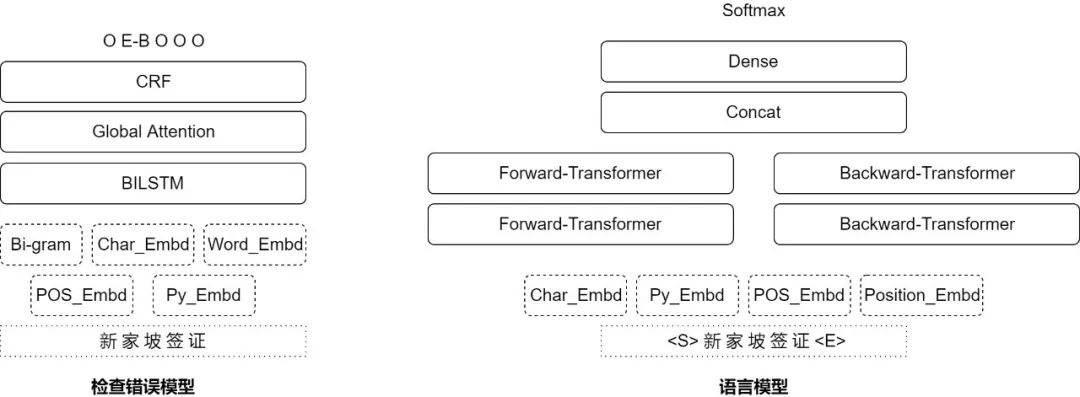 O E-B O O O
CRF
Global Attention
BILSTM
Bi-gram Char_Embd Word_Embd
POS_Embd Py_Embd
新 家 坡 签 证
检查错误模型
Softmax
Dense
Concat
Forward-Transformer Backward-Transformer
Forward-Transformer Backward-Transformer
Char_Embd Py_Embd POS_Embd Position_Embd
<S> 新 家 坡 签 证 <E>
语言模型